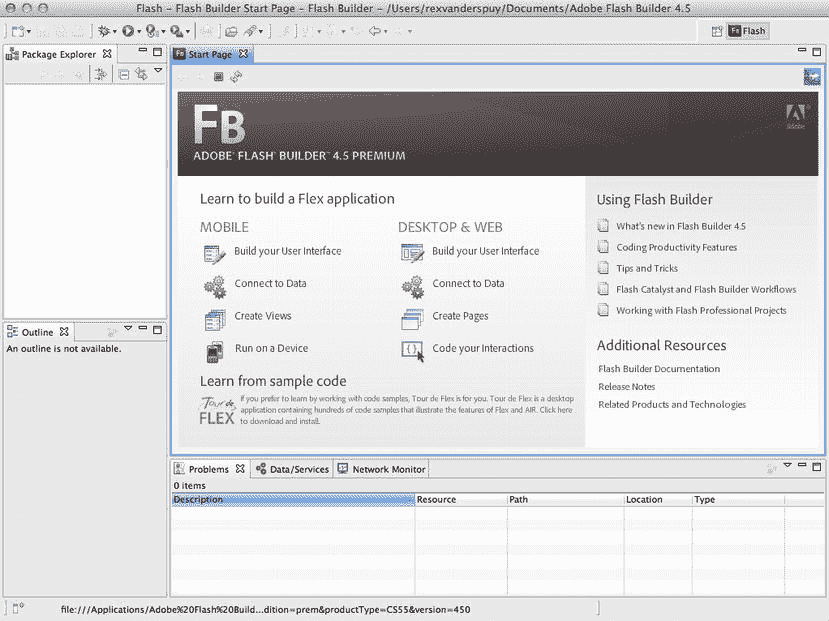 Flash - Flash Builder Start Page - Flash Builder - /Users/rexvanderspuy/Documents/Adobe Flash Builder 4.5
Flash
Package Explorer
Start Page
FB
Adobe
ADOBE® FLASH® BUILDER™ 4.5 PREMIUM
Learn to build a Flex application
MOBILE
Build your User Interface
Connect to Data
Create Views
Run on a Device
DESKTOP & WEB
Build your User Interface
Connect to Data
Create Pages
Code your Interactions
Learn from sample code
Tour de FLEX
If you prefer to learn by working with code samples, Tour de Flex is for you. Tour de Flex is a desktop
application containing hundreds of code samples that illustrate the features of Flex and AIR. Click here
to download and install.
Using Flash Builder
What's new in Flash Builder 4.5
Coding Productivity Features
Tips and Tricks
Flash Catalyst and Flash Builder Workflows
Working with Flash Professional Projects
Additional Resources
Flash Builder Documentation
Release Notes
Related Products and Technologies
Outline
An outline is not available.
Problems
Data/Services
Network Monitor
0 items
Description
Resource
Path
Location
Type
file:///Applications/Adobe%20Flash%20Build...dition=prem&productType=CS55&version=450